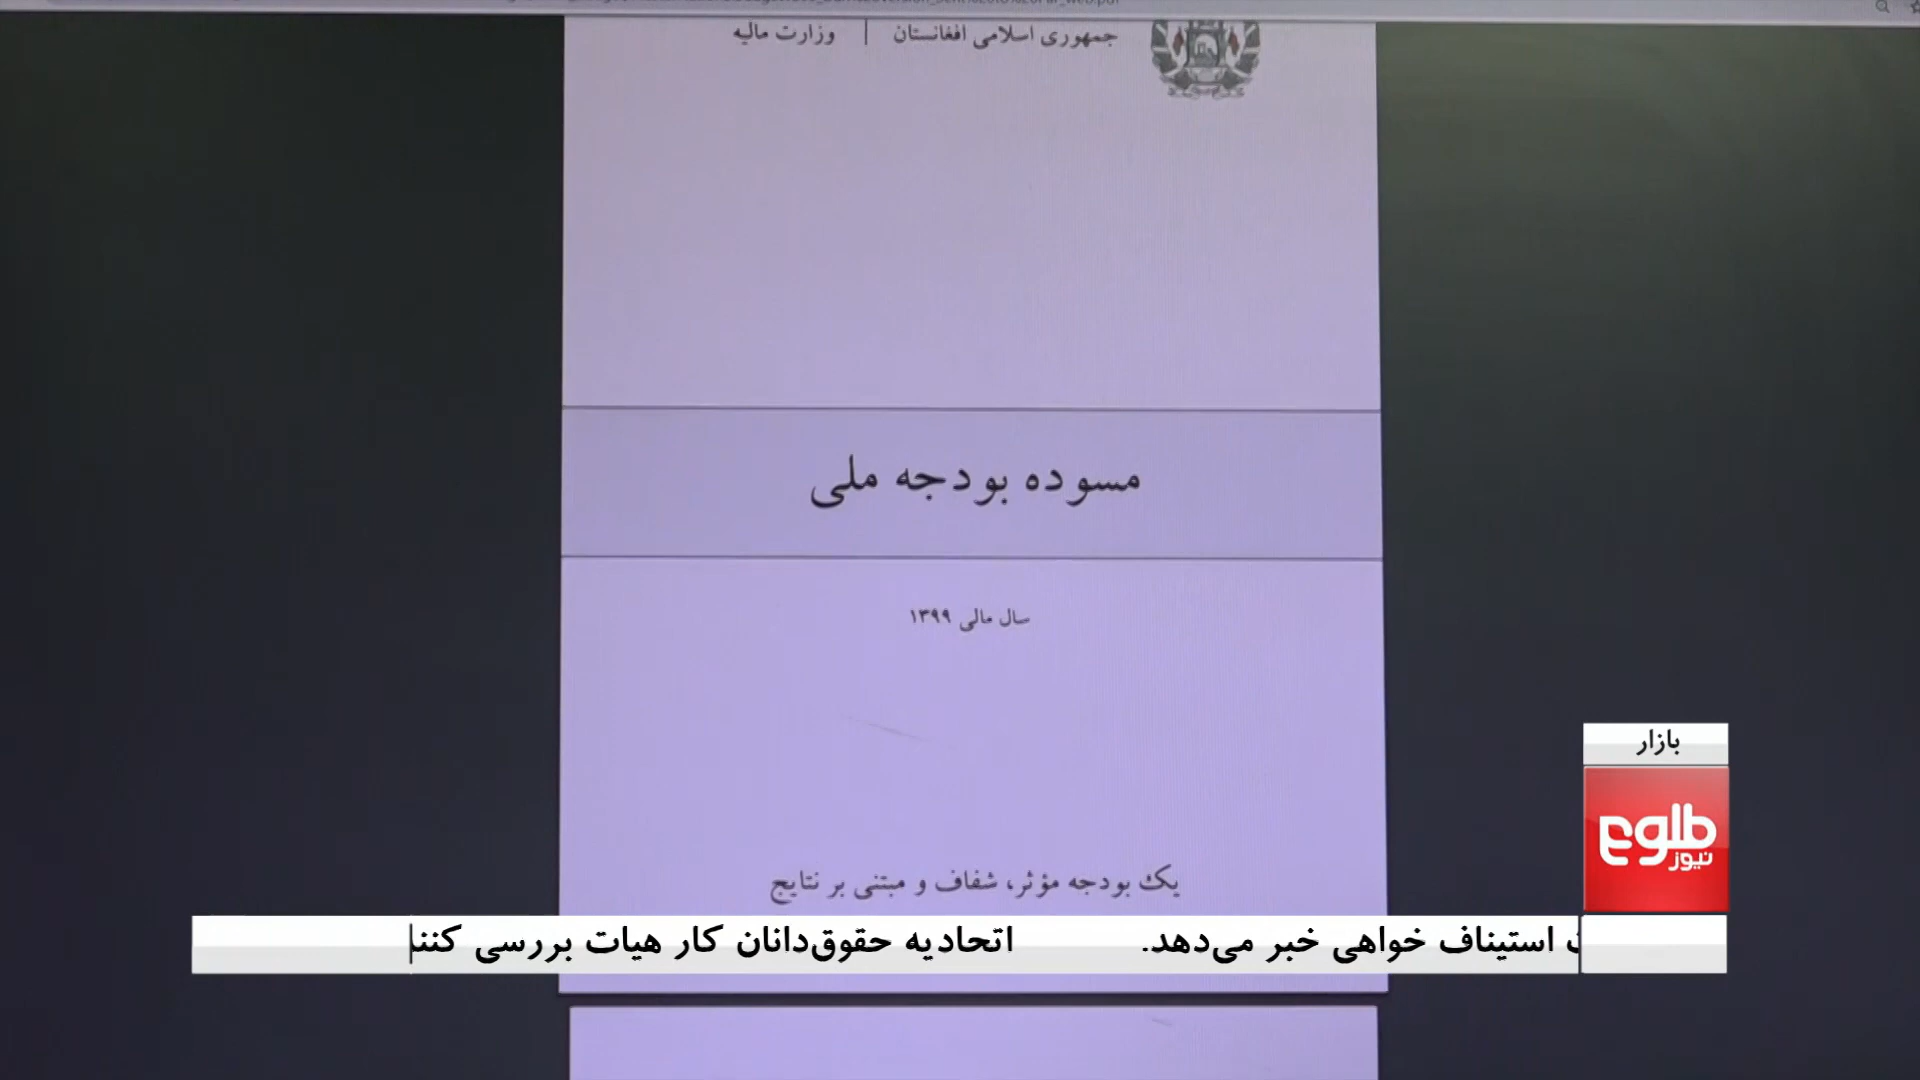 جمهوری اسلامی افغانستان | وزارت مالیه
مسوده بودجه ملی
سال مالی ۱۳۹۹
یک بودجه مؤثر، شفاف و مبتنی بر نتایج
بازار
طلوع
نیوز
استیناف خواهی خبر می‌دهد. اتحادیه حقوق‌دانان کار هیات بررسی